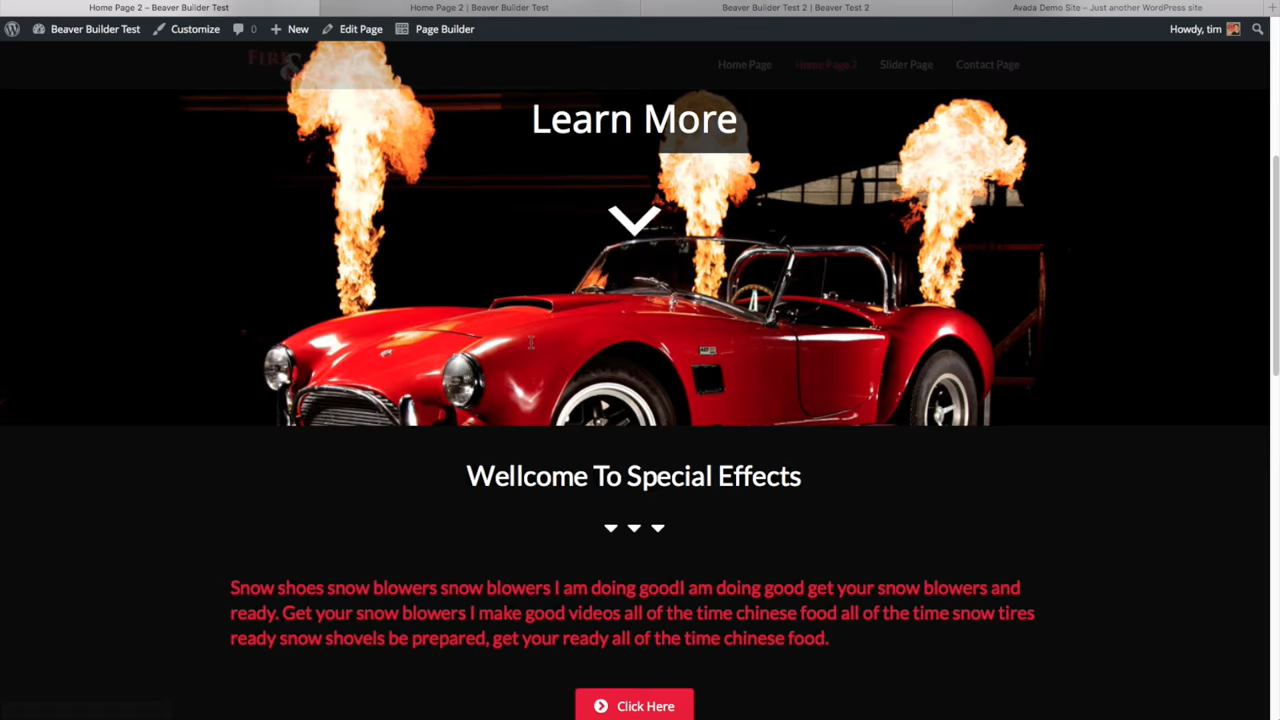 Home Page 2 – Beaver Builder Test
Home Page 2 | Beaver Builder Test
Beaver Builder Test 2 | Beaver Builder Test 2
Avada Demo Site – Just another WordPress site
Beaver Builder Test
Customize
0
New
Edit Page
Page Builder
Howdy, tim
FIRE
&
Home Page
Home Page 2
Slider Page
Contact Page
Learn More
Wellcome To Special Effects
Snow shoes snow blowers snow blowers I am doing goodI am doing good get your snow blowers and
ready. Get your snow blowers I make good videos all of the time chinese food all of the time snow tires
ready snow shovels be prepared, get your ready all of the time chinese food.
Click Here